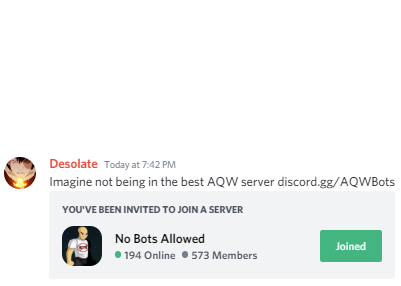 Desolate Today at 7:42 PM
Imagine not being in the best AQW server discord.gg/AQWBots
YOU'VE BEEN INVITED TO JOIN A SERVER
No Bots Allowed
194 Online 573 Members
Joined